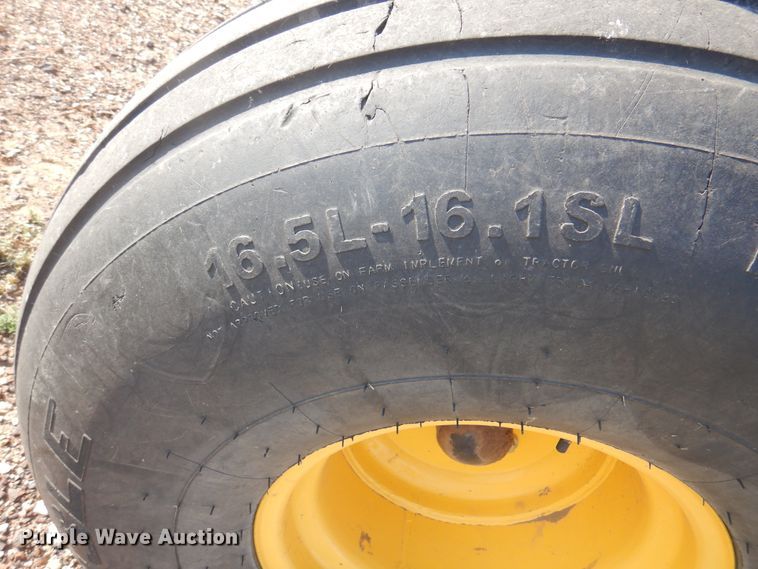 16.5L-16.1SL
CAUTION: USE ON FARM IMPLEMENT OR TRACTOR
NOT APPROVED FOR USE ON PASSENGER
Purple Wave Auction®